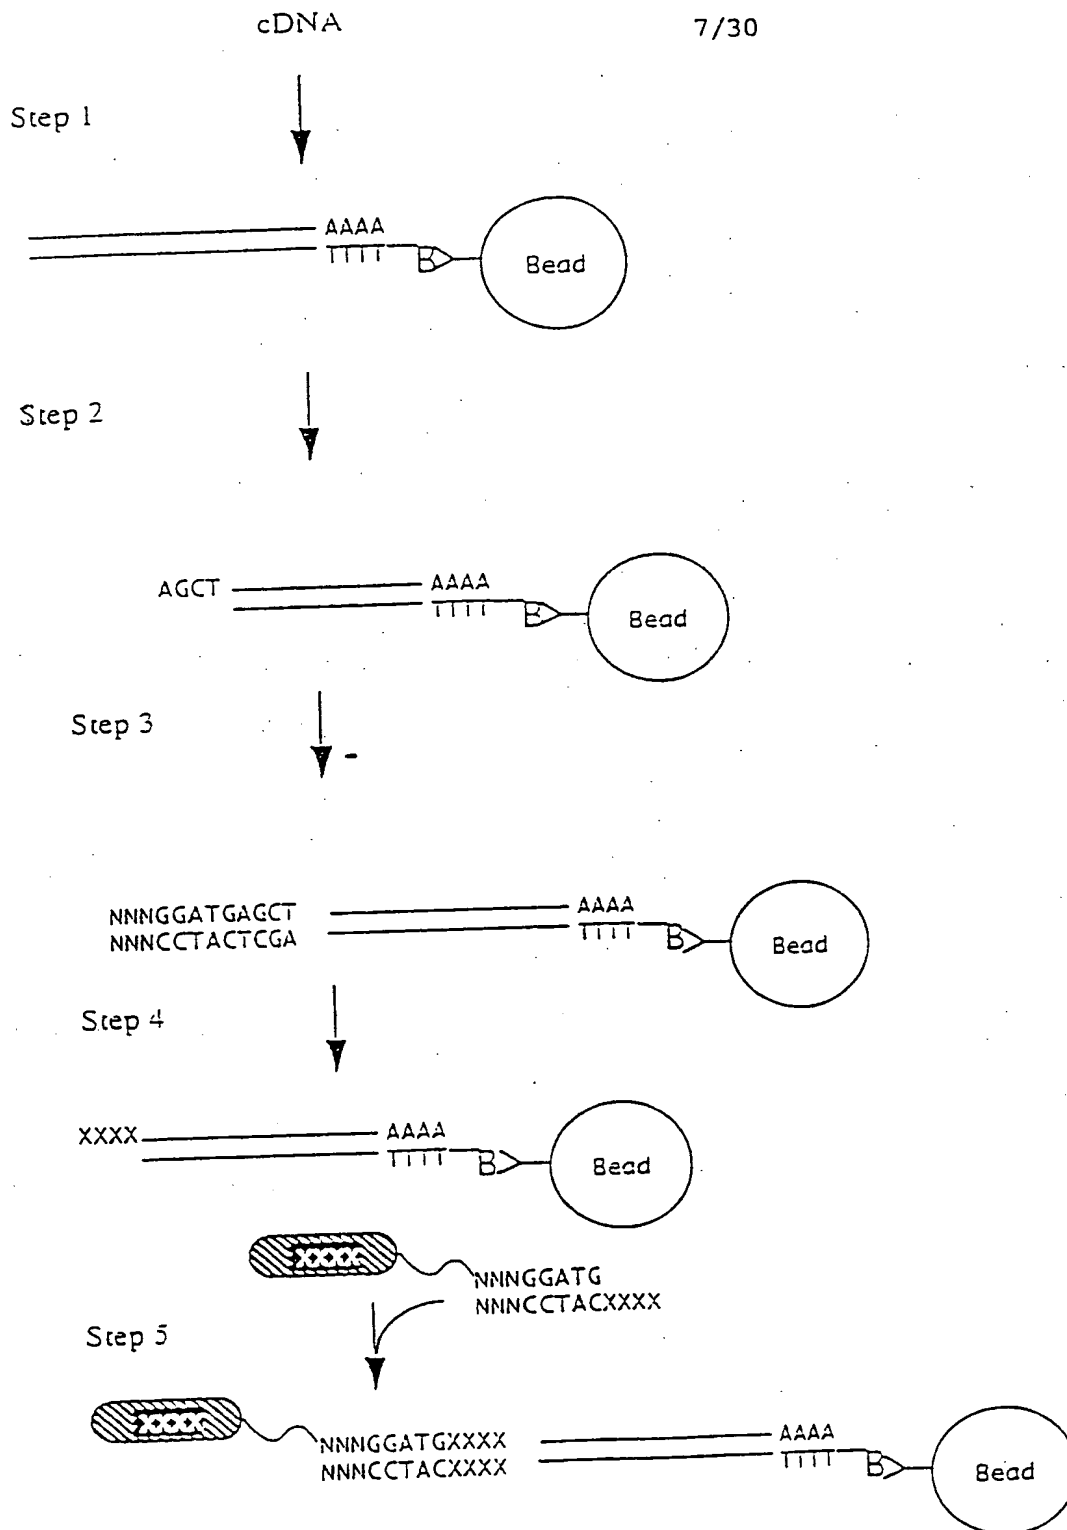 cDNA 7/30
Step 1
AAAA
TTTT B Bead
Step 2
AGCT AAAA
TTTT B Bead
Step 3
NNNGGATGAGCT AAAA
NNNCCTACTCGA TTTT B Bead
Step 4
XXXX AAAA
TTTT B Bead
XXXX
NNNGGATG
NNNCCTACXXXX
Step 5
XXXX
NNNGGATGXXXX AAAA
NNNCCTACXXXX TTTT B Bead